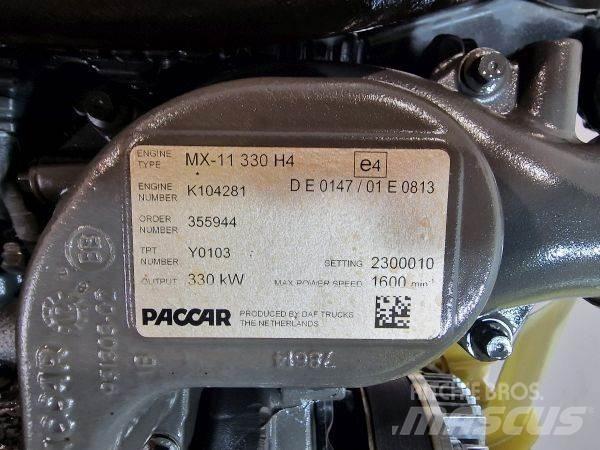 ENGINE TYPE MX-11 330 H4 e4
ENGINE NUMBER K104281 D E 0147 / 01 E 0813
ORDER NUMBER 355944
TPT NUMBER Y0103 SETTING 2300010
OUTPUT 330 kW MAX POWER SPEED 1600 min-1
PACCAR PRODUCED BY DAF TRUCKS
THE NETHERLANDS
KLECHE BROS.
MASCUS